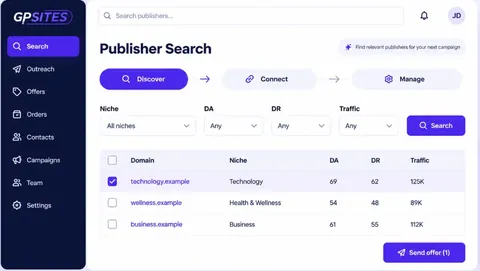 GPSITES
Search
Outreach
Offers
Orders
Contacts
Campaigns
Team
Settings
Search publishers...
JD
Publisher Search
Find relevant publishers for your next campaign
Discover
Connect
Manage
Niche DA DR Traffic
All niches Any Any Any Search
Domain Niche DA DR Traffic
technology.example Technology 69 62 125K
wellness.example Health & Wellness 54 48 89K
business.example Business 61 55 112K
Send offer (1)